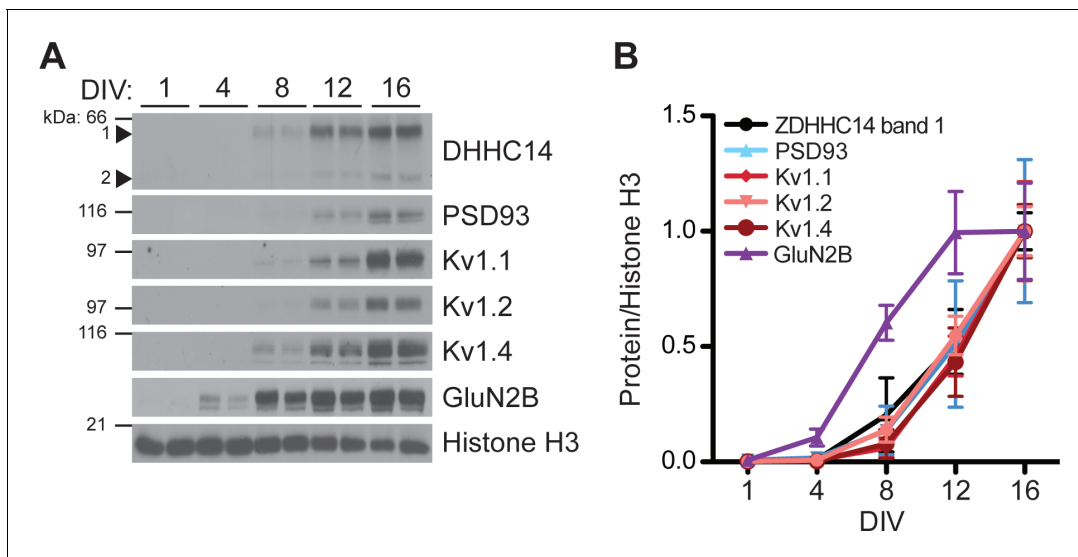 A
DIV: 1 4 8 12 16
kDa: 66
1
DHHC14
2
116
PSD93
97
Kv1.1
97
Kv1.2
116
Kv1.4
GluN2B
21
Histone H3
B
1.5
1.0
0.5
0.0
Protein/Histone H3
ZDHHC14 band 1
PSD93
Kv1.1
Kv1.2
Kv1.4
GluN2B
1 4 8 12 16
DIV